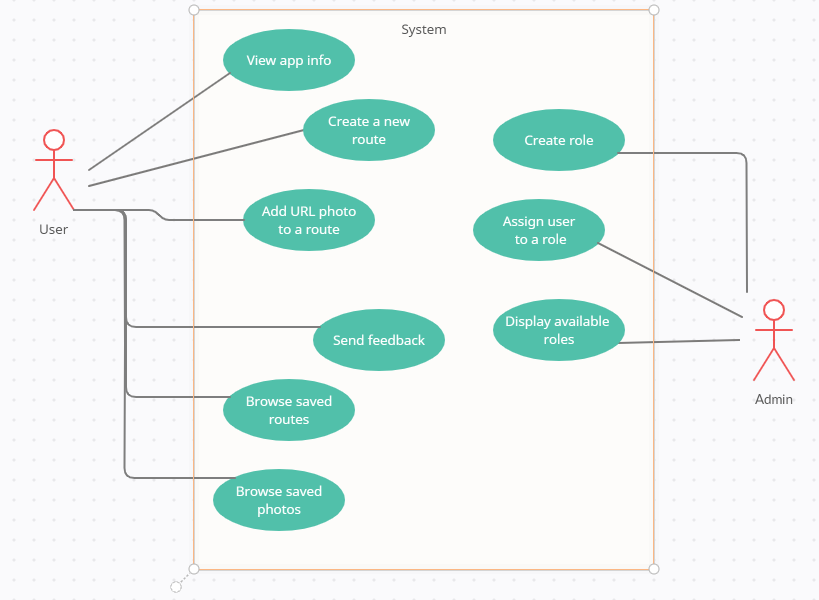 System
View app info
Create a new
route
Create role
Add URL photo
to a route
Assign user
to a role
User
Send feedback
Display available
roles
Browse saved
routes
Admin
Browse saved
photos